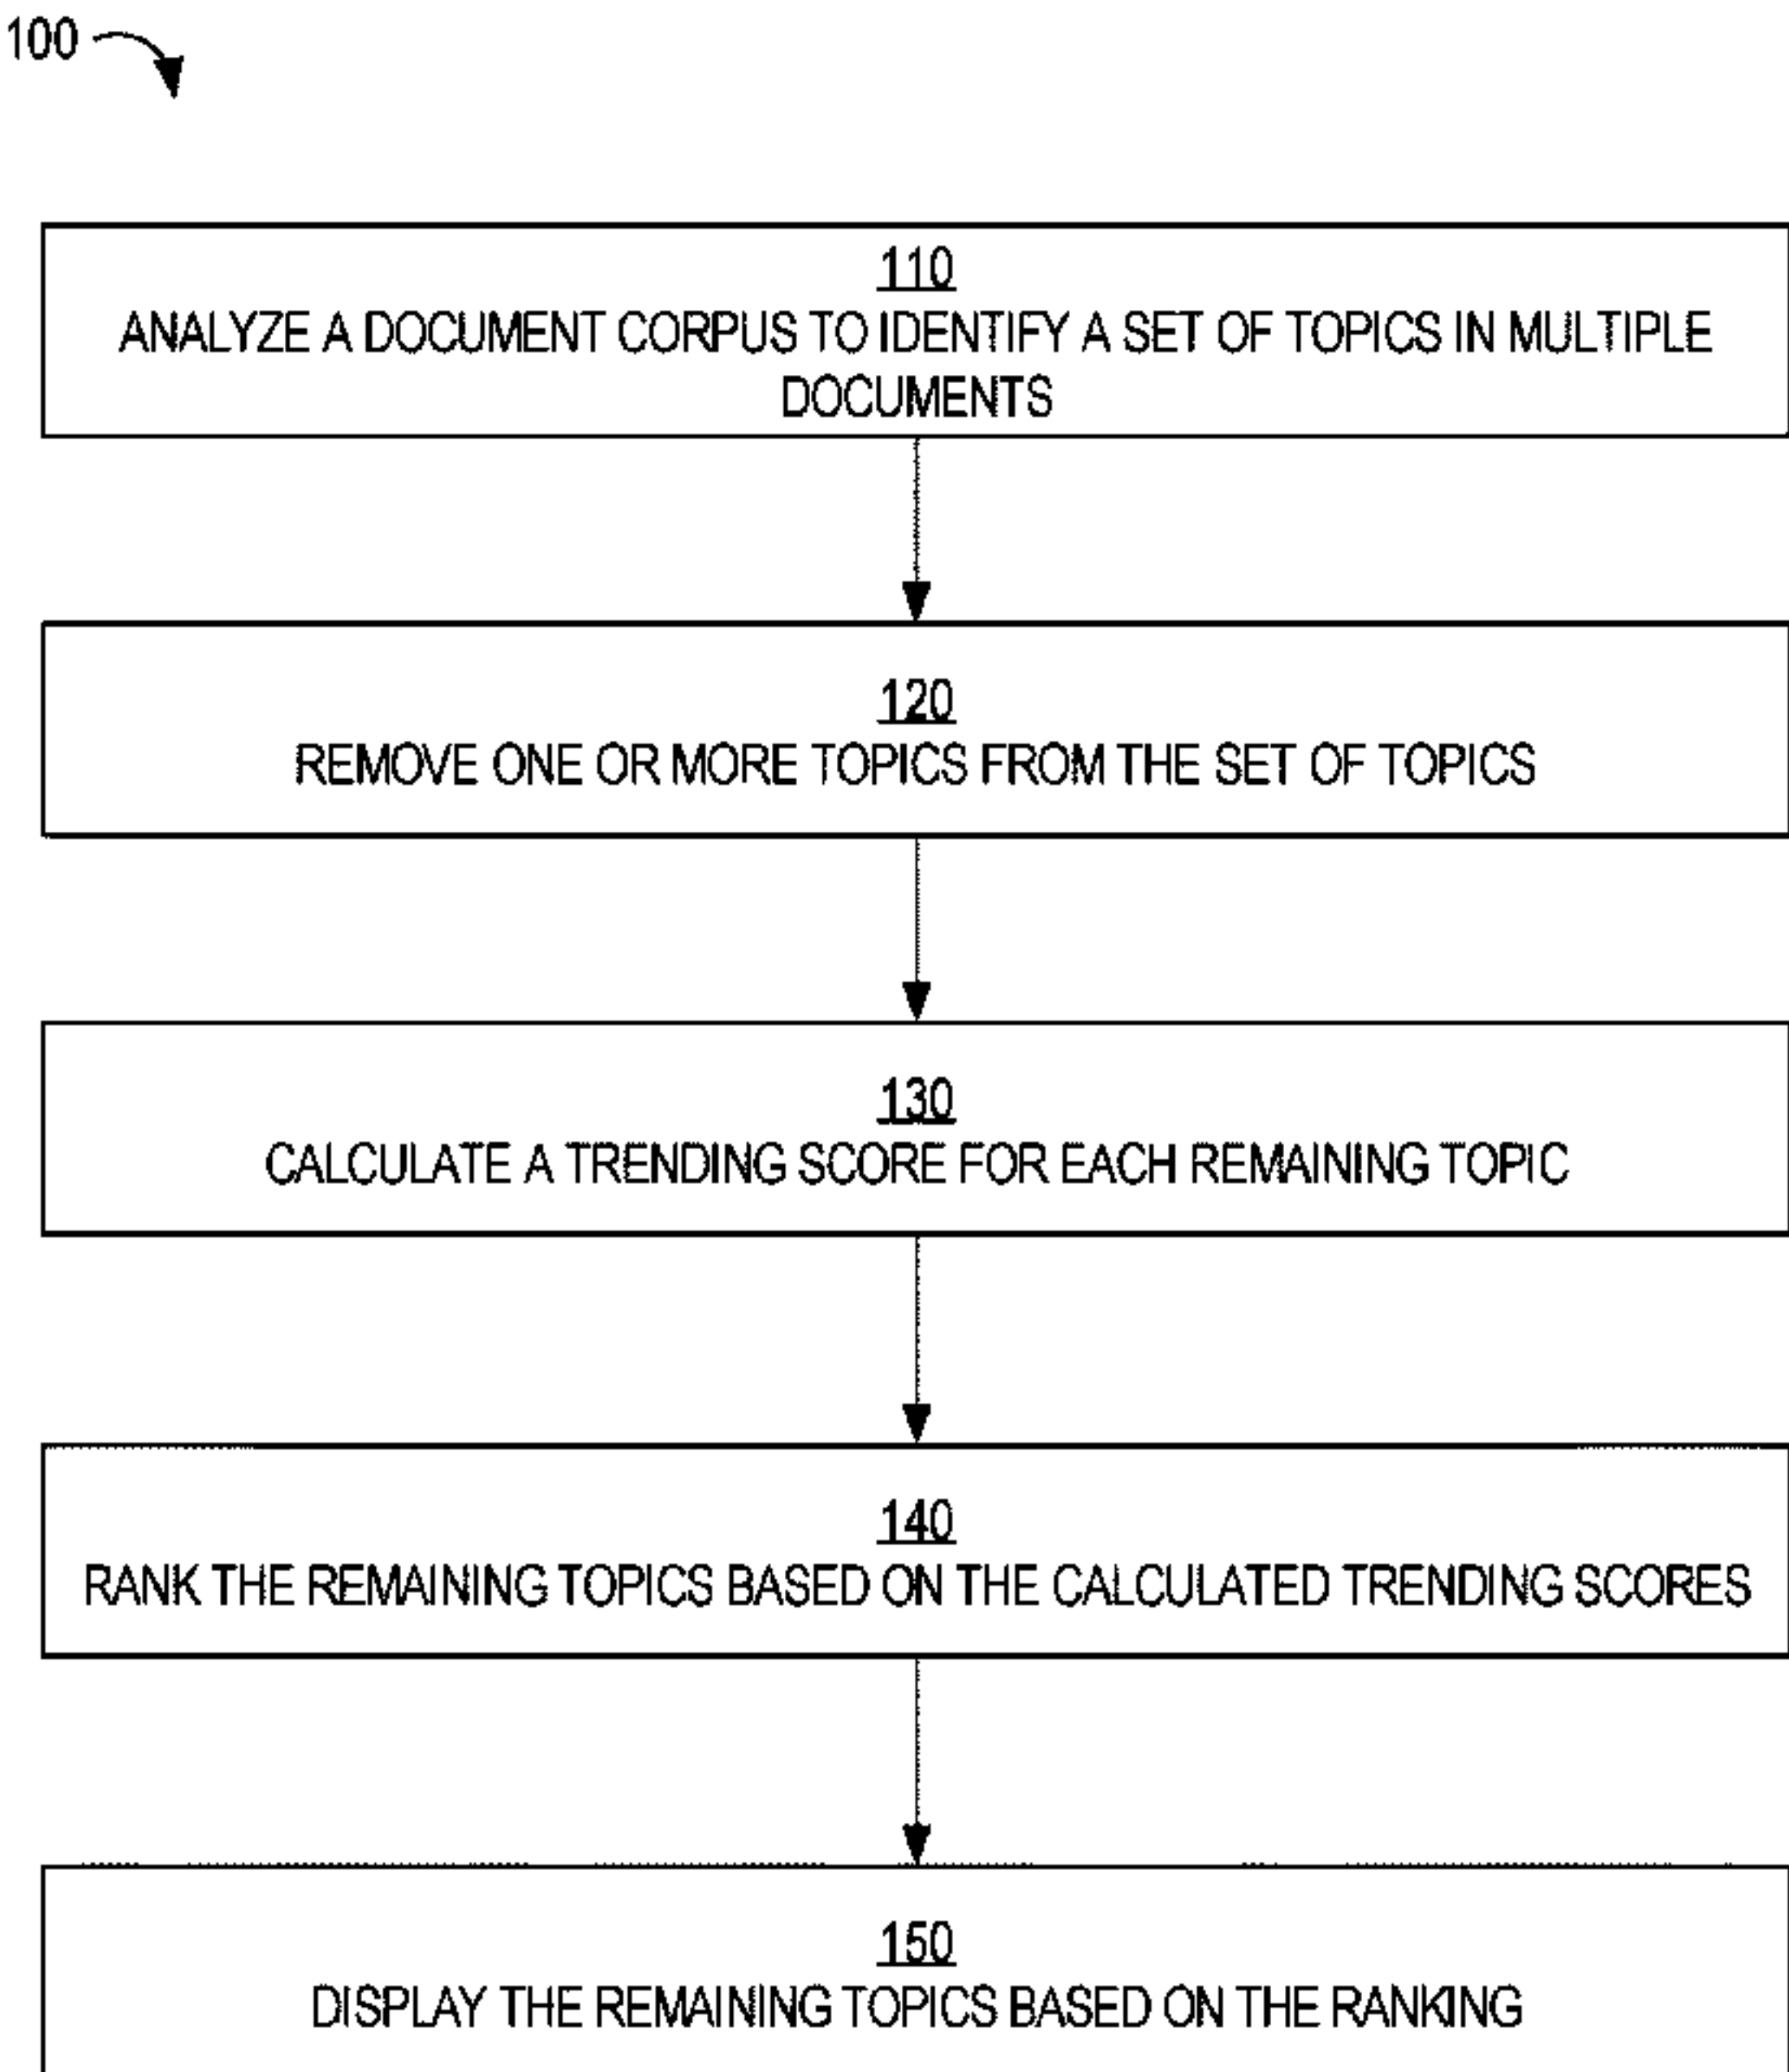 100
110
ANALYZE A DOCUMENT CORPUS TO IDENTIFY A SET OF TOPICS IN MULTIPLE
DOCUMENTS
120
REMOVE ONE OR MORE TOPICS FROM THE SET OF TOPICS
130
CALCULATE A TRENDING SCORE FOR EACH REMAINING TOPIC
140
RANK THE REMAINING TOPICS BASED ON THE CALCULATED TRENDING SCORES
150
DISPLAY THE REMAINING TOPICS BASED ON THE RANKING